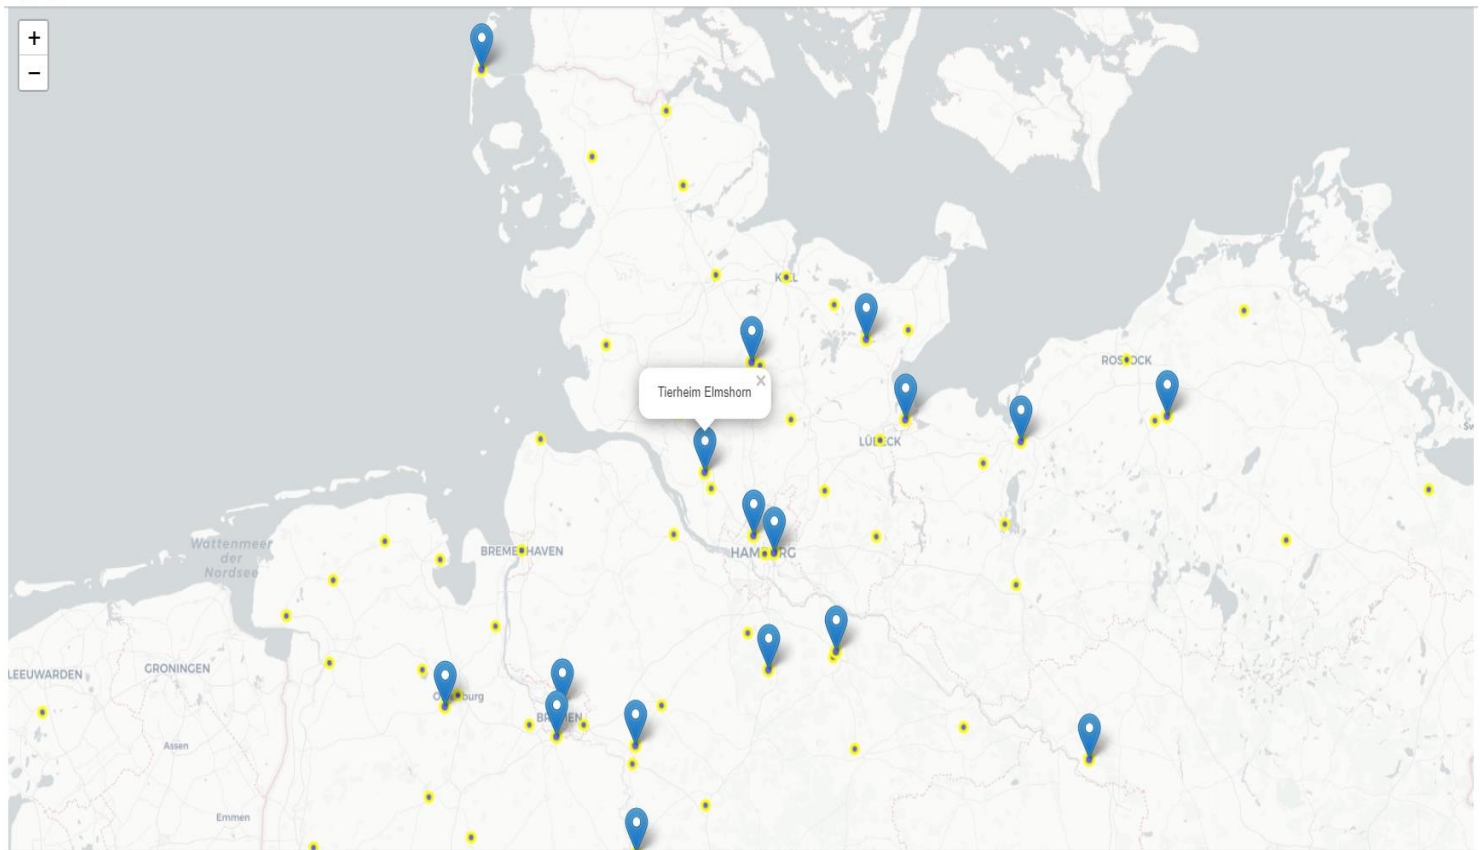 +
−
KIEL
Tierheim Elmshorn
×
ROSTOCK
LÜBECK
Wattenmeer
der
Nordsee
BREMERHAVEN
HAMBURG
LEEUWARDEN
GRONINGEN
Oldenburg
BREMEN
Assen
Emmen